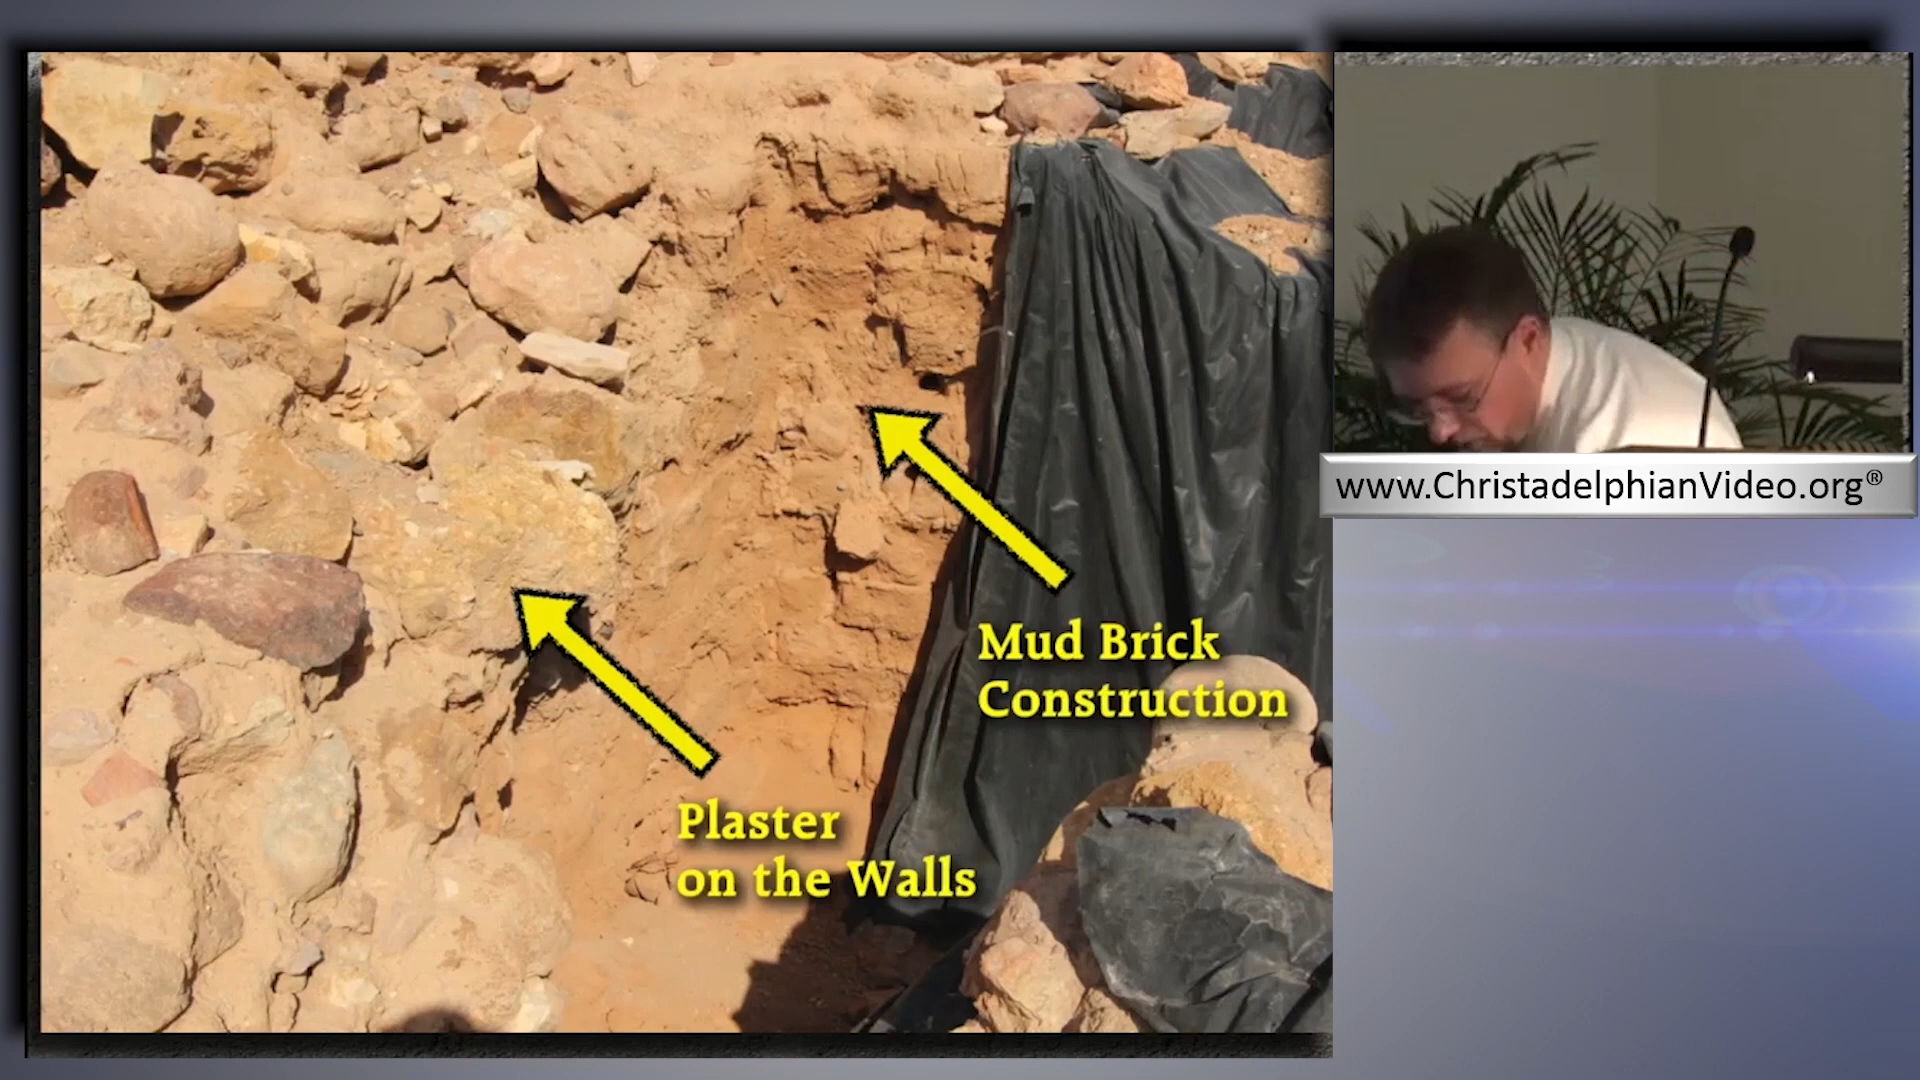 www.ChristadelphianVideo.org®
Mud Brick
Construction
Plaster
on the Walls